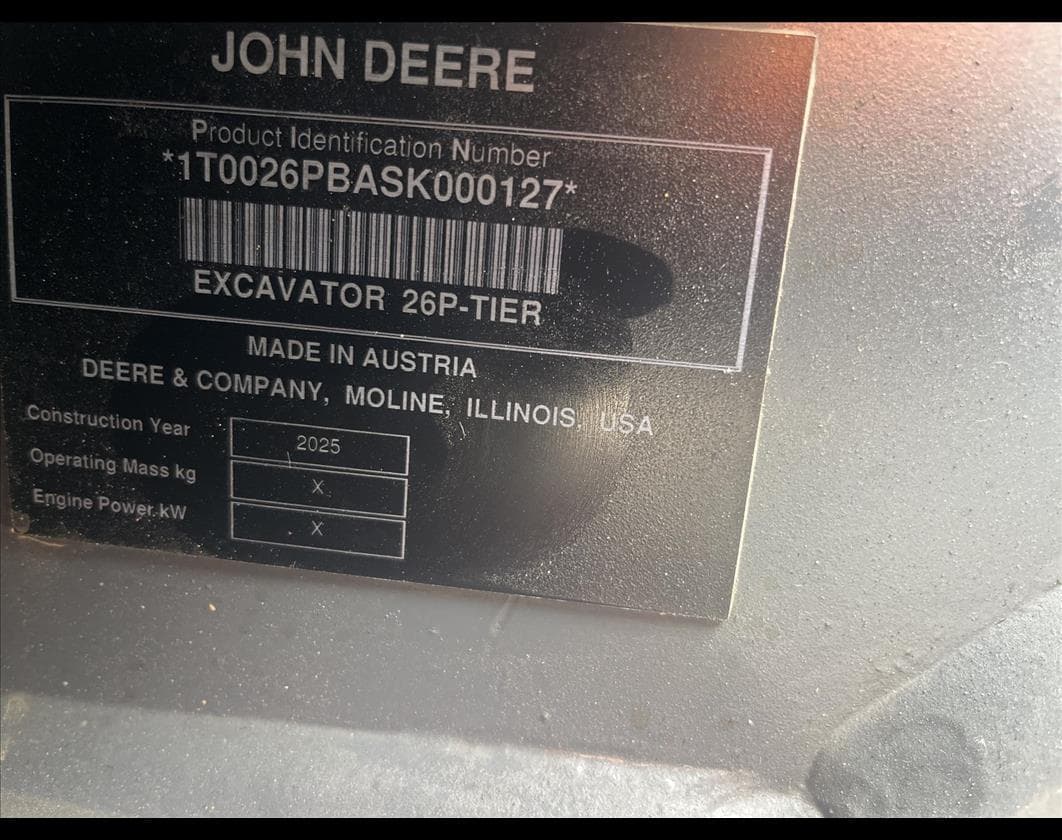 JOHN DEERE
Product Identification Number
*1T0026PBASK000127*
EXCAVATOR 26P-TIER
MADE IN AUSTRIA
DEERE & COMPANY, MOLINE, ILLINOIS, USA
Construction Year 2025
Operating Mass kg X
Engine Power kW X